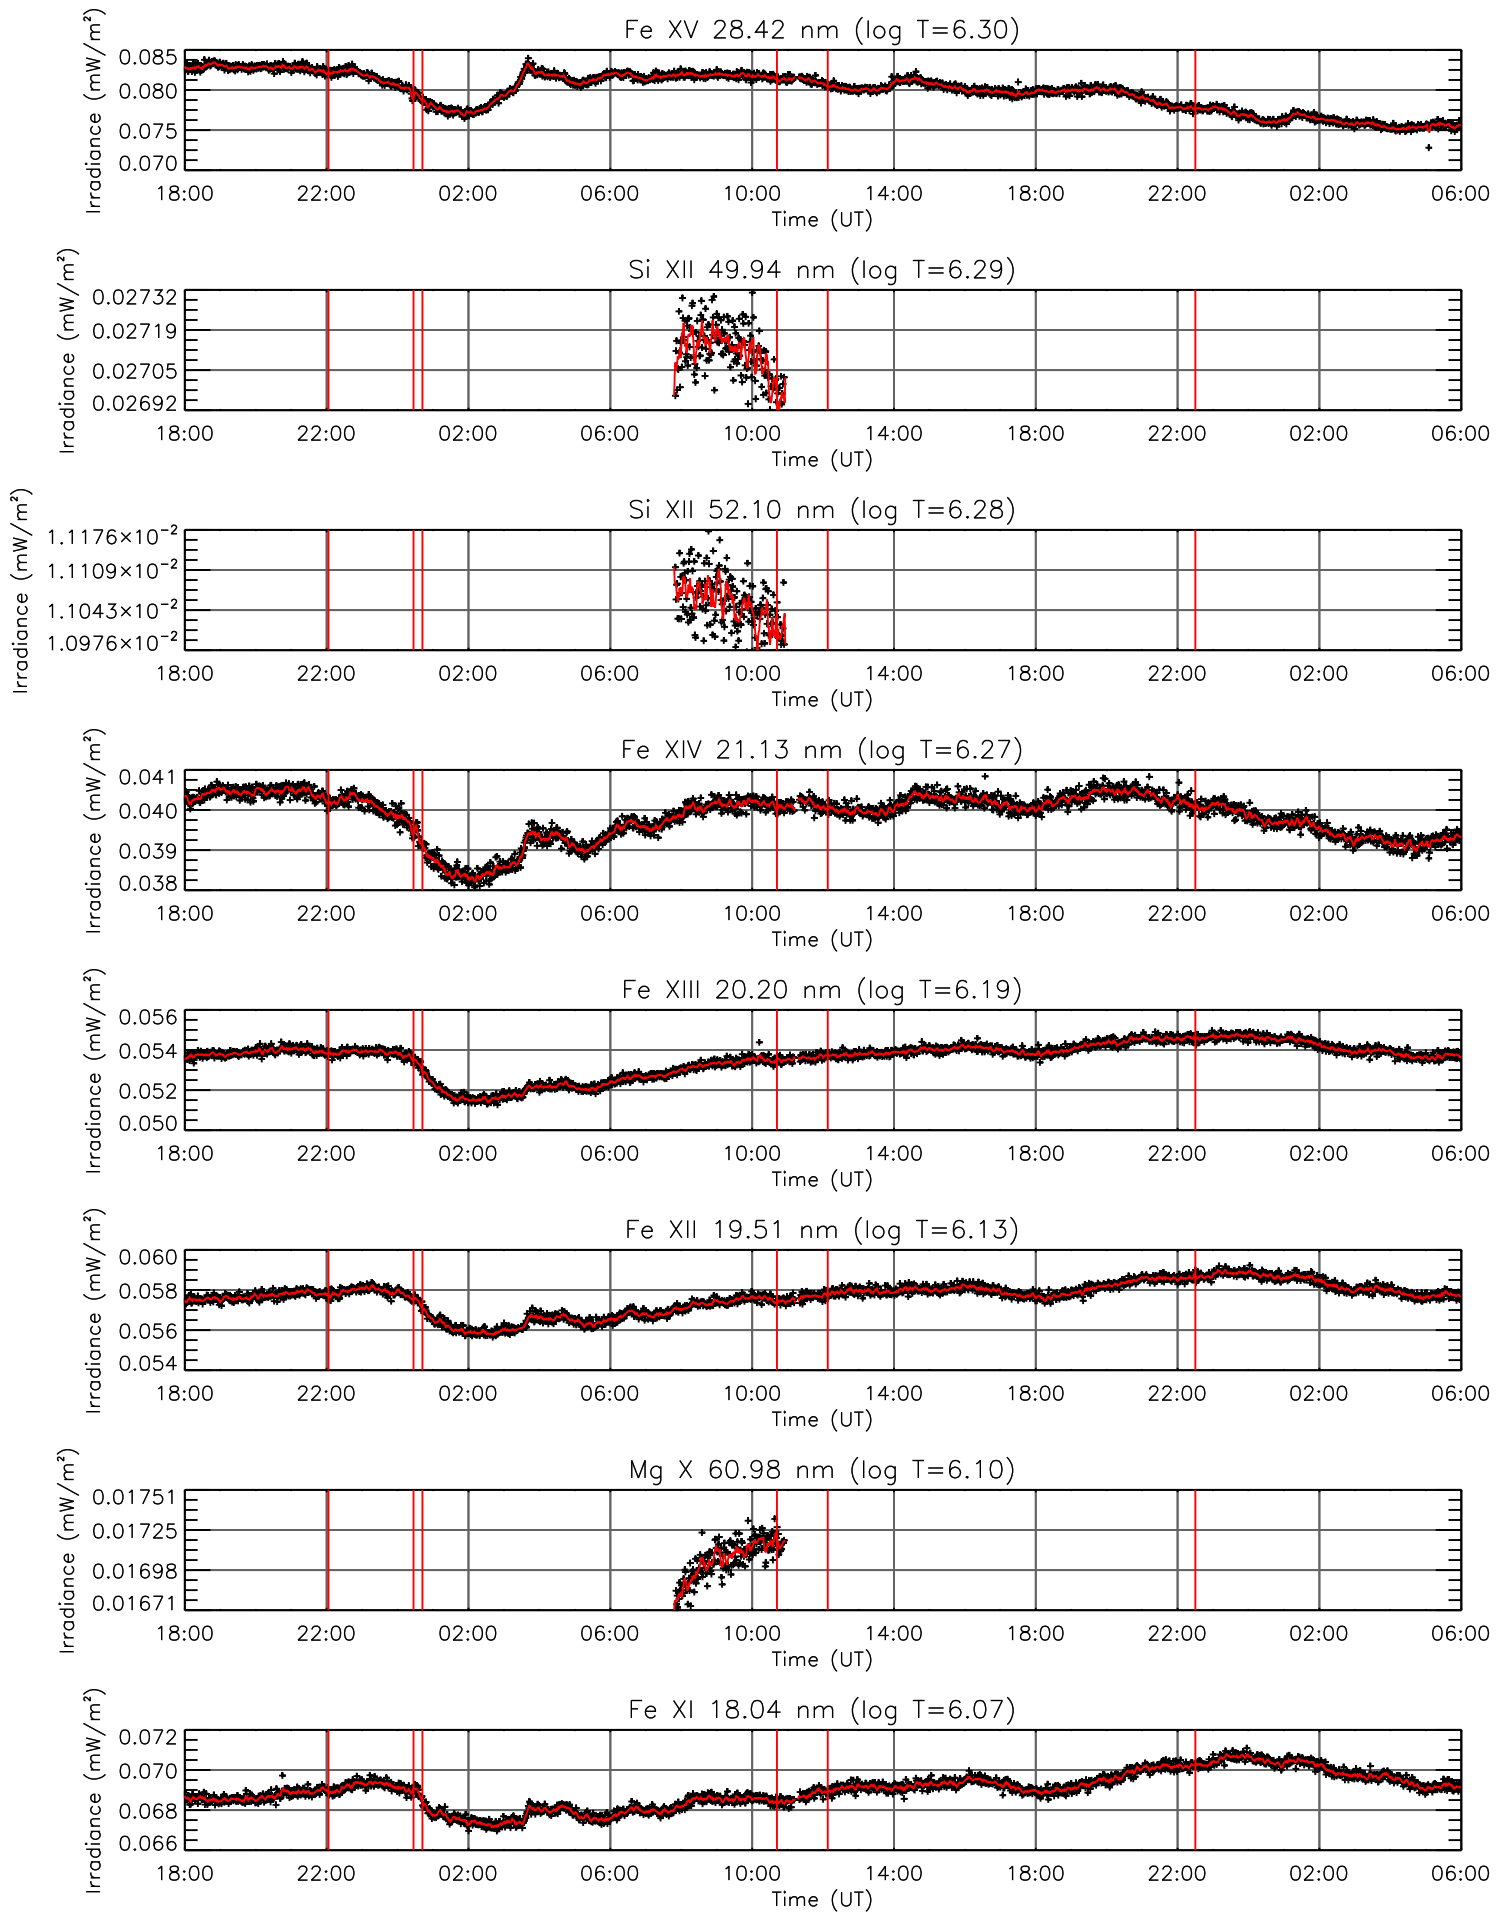 Fe XV 28.42 nm (log T=6.30)
Irradiance (mW/m²)
0.085
0.080
0.075
0.070
18:00 22:00 02:00 06:00 10:00 14:00 18:00 22:00 02:00 06:00
Time (UT)
Si XII 49.94 nm (log T=6.29)
Irradiance (mW/m²)
0.02732
0.02719
0.02705
0.02692
18:00 22:00 02:00 06:00 10:00 14:00 18:00 22:00 02:00 06:00
Time (UT)
Si XII 52.10 nm (log T=6.28)
Irradiance (mW/m²)
1.1176×10⁻²
1.1109×10⁻²
1.1043×10⁻²
1.0976×10⁻²
18:00 22:00 02:00 06:00 10:00 14:00 18:00 22:00 02:00 06:00
Time (UT)
Fe XIV 21.13 nm (log T=6.27)
Irradiance (mW/m²)
0.041
0.040
0.039
0.038
18:00 22:00 02:00 06:00 10:00 14:00 18:00 22:00 02:00 06:00
Time (UT)
Fe XIII 20.20 nm (log T=6.19)
Irradiance (mW/m²)
0.056
0.054
0.052
0.050
18:00 22:00 02:00 06:00 10:00 14:00 18:00 22:00 02:00 06:00
Time (UT)
Fe XII 19.51 nm (log T=6.13)
Irradiance (mW/m²)
0.060
0.058
0.056
0.054
18:00 22:00 02:00 06:00 10:00 14:00 18:00 22:00 02:00 06:00
Time (UT)
Mg X 60.98 nm (log T=6.10)
Irradiance (mW/m²)
0.01751
0.01725
0.01698
0.01671
18:00 22:00 02:00 06:00 10:00 14:00 18:00 22:00 02:00 06:00
Time (UT)
Fe XI 18.04 nm (log T=6.07)
Irradiance (mW/m²)
0.072
0.070
0.068
0.066
18:00 22:00 02:00 06:00 10:00 14:00 18:00 22:00 02:00 06:00
Time (UT)